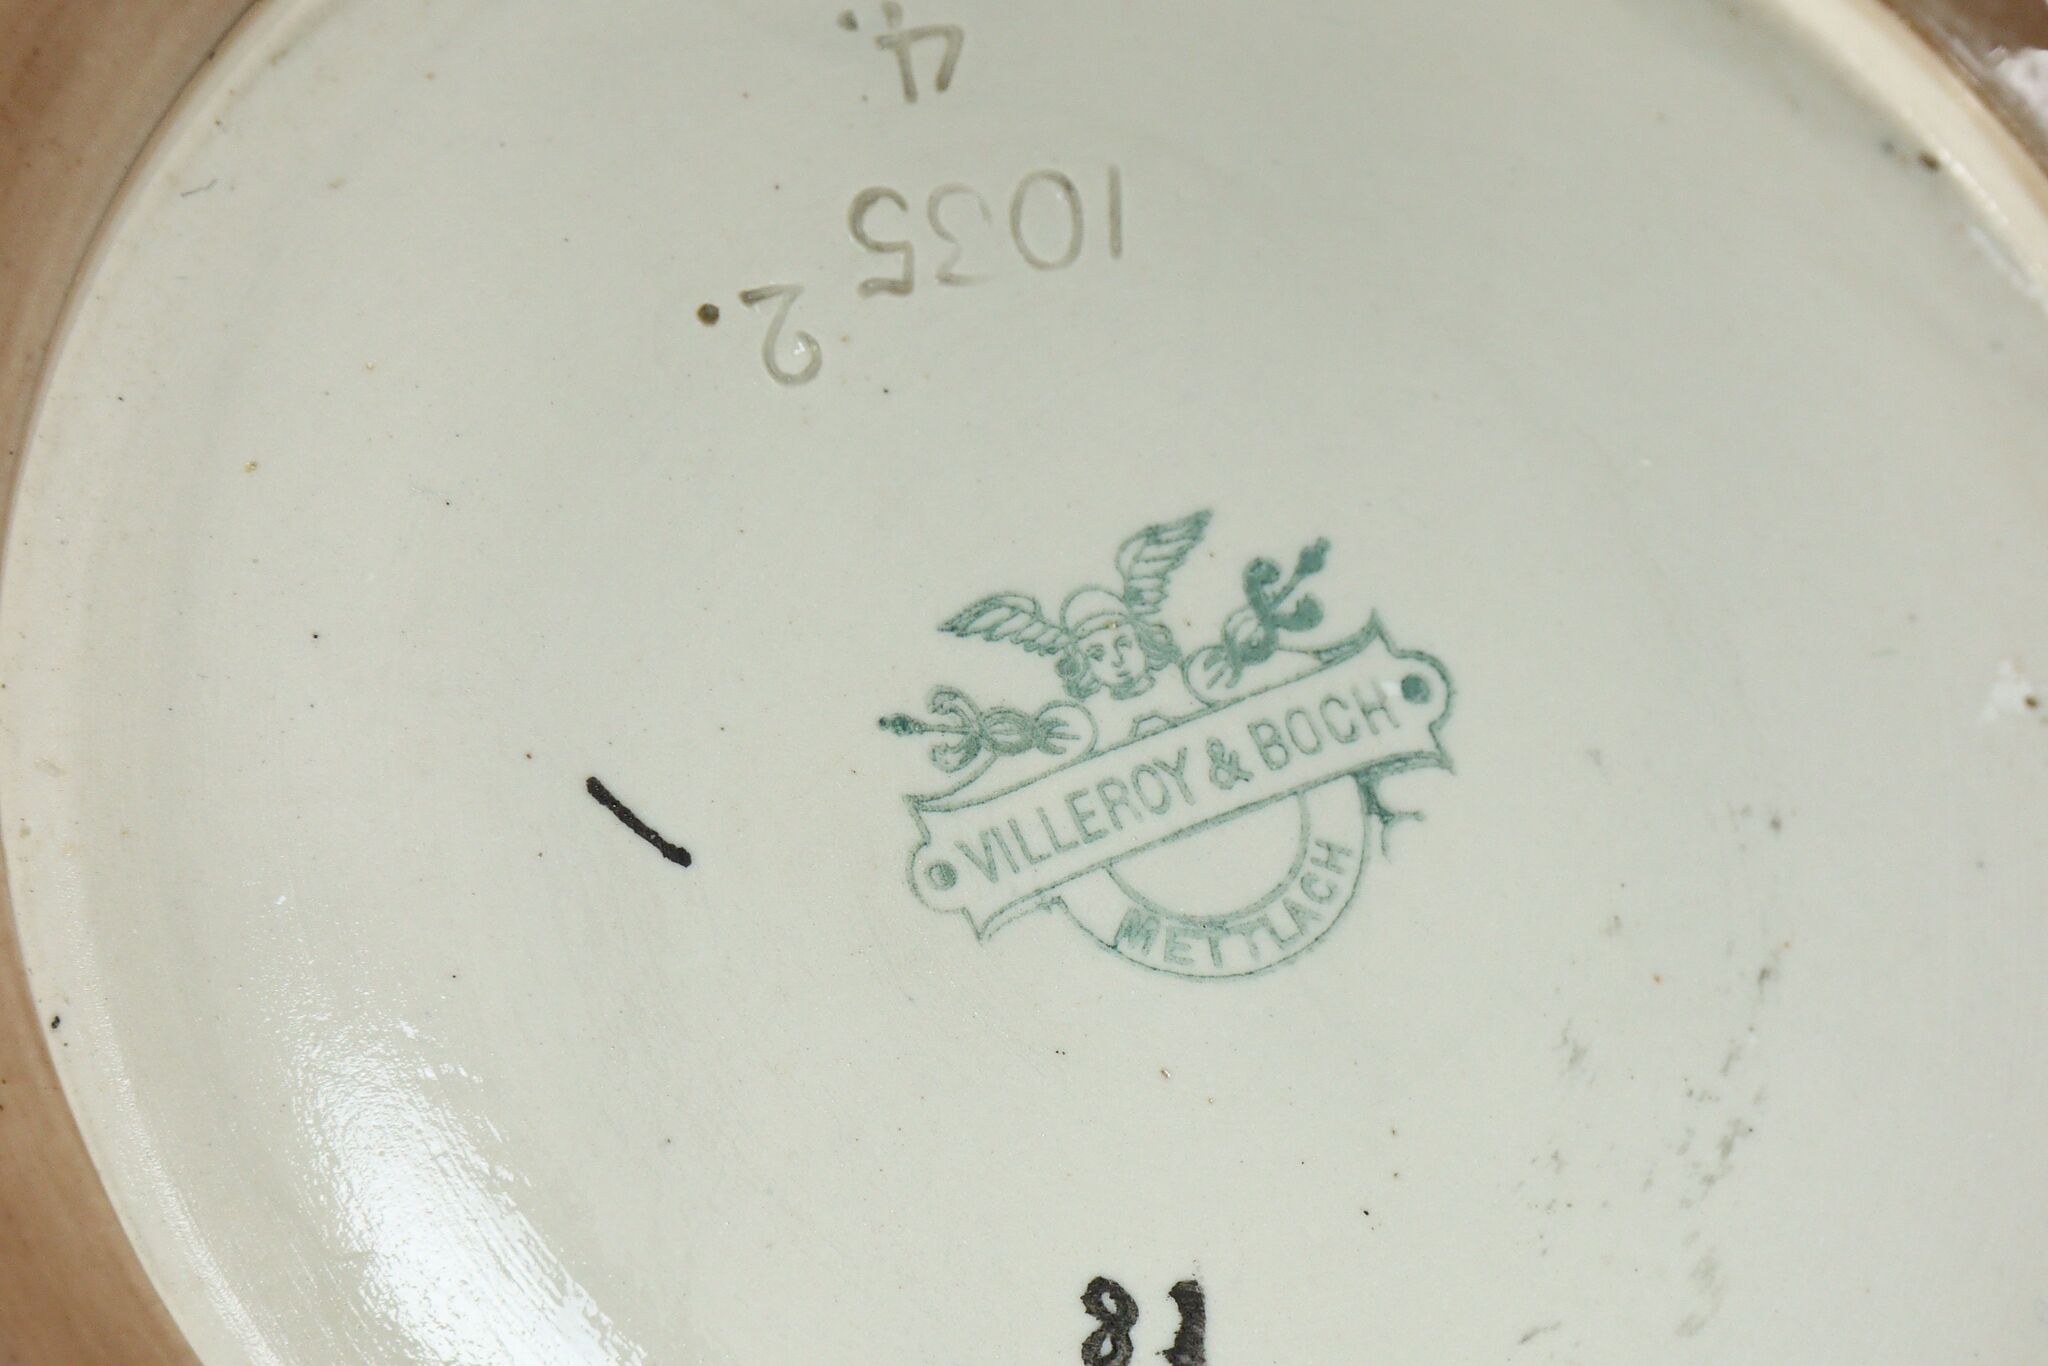 4.
1035
2.
VILLEROY & BOCH
METTLACH
81